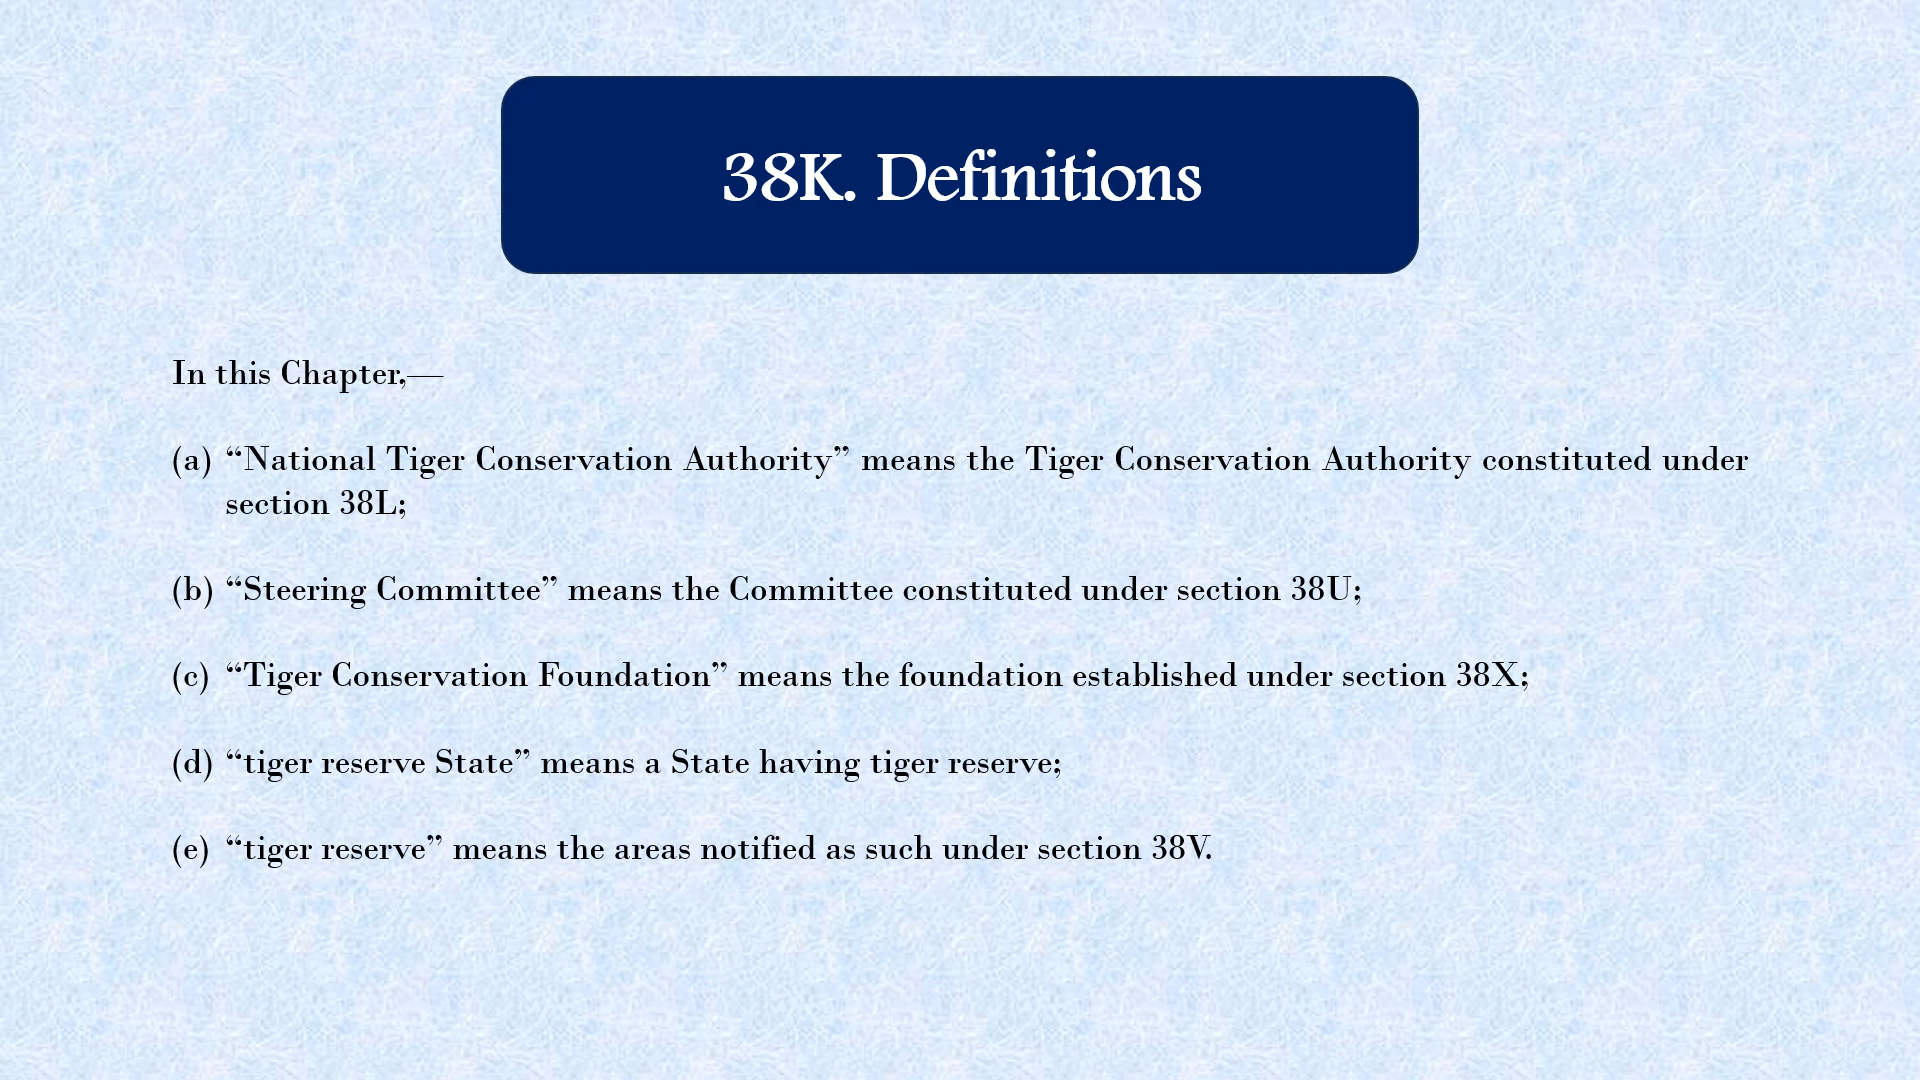 38K. Definitions
In this Chapter,—
(a) “National Tiger Conservation Authority” means the Tiger Conservation Authority constituted under
section 38L;
(b) “Steering Committee” means the Committee constituted under section 38U;
(c) “Tiger Conservation Foundation” means the foundation established under section 38X;
(d) “tiger reserve State” means a State having tiger reserve;
(e) “tiger reserve” means the areas notified as such under section 38V.